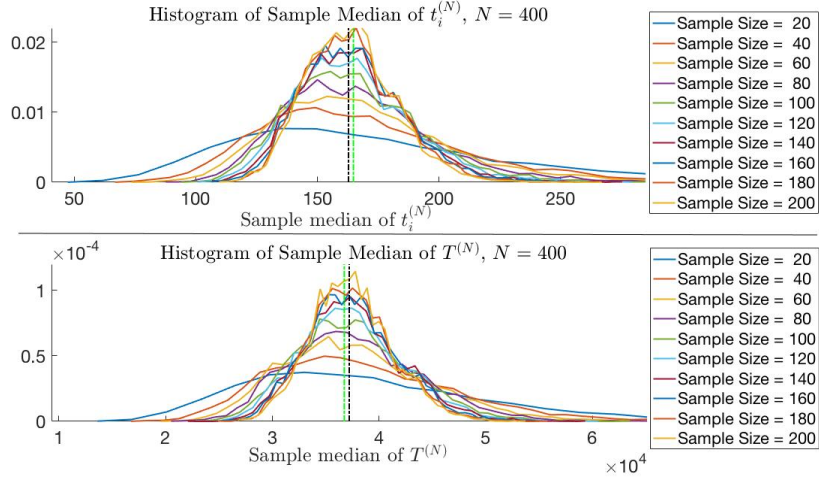 Histogram of Sample Median of $t_i^{(N)}$, $N = 400$
0.02
0.01
0
50 100 150 200 250
Sample median of $t_i^{(N)}$
Sample Size = 20
Sample Size = 40
Sample Size = 60
Sample Size = 80
Sample Size = 100
Sample Size = 120
Sample Size = 140
Sample Size = 160
Sample Size = 180
Sample Size = 200
×10^{-4}
Histogram of Sample Median of $T^{(N)}$, $N = 400$
1
0.5
0
1 2 3 4 5 6
×10^4
Sample median of $T^{(N)}$
Sample Size = 20
Sample Size = 40
Sample Size = 60
Sample Size = 80
Sample Size = 100
Sample Size = 120
Sample Size = 140
Sample Size = 160
Sample Size = 180
Sample Size = 200